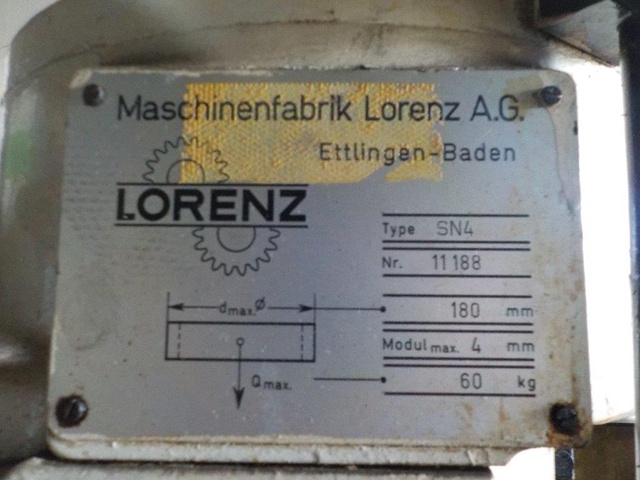 Maschinenfabrik Lorenz A.G.
Ettlingen-Baden
LORENZ
Type SN4
Nr. 11188
dmax. Ø 180 mm
Modul max. 4 mm
Qmax. 60 kg